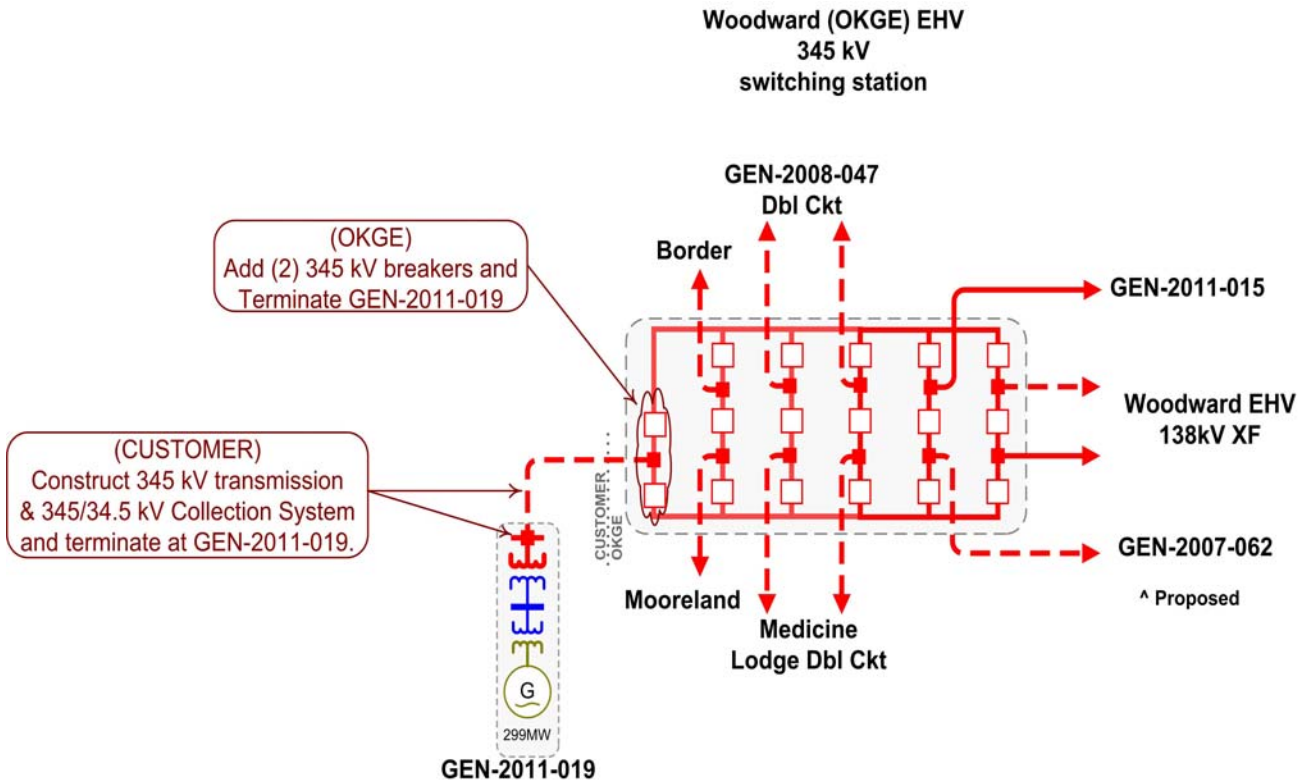 Woodward (OKGE) EHV
345 kV
switching station
GEN-2008-047
Dbl Ckt
(OKGE)
Add (2) 345 kV breakers and
Terminate GEN-2011-019
Border
GEN-2011-015
Woodward EHV
138kV XF
(CUSTOMER)
Construct 345 kV transmission
& 345/34.5 kV Collection System
and terminate at GEN-2011-019.
CUSTOMER
OKGE
GEN-2007-062
Mooreland
^ Proposed
Medicine
Lodge Dbl Ckt
G
299MW
GEN-2011-019